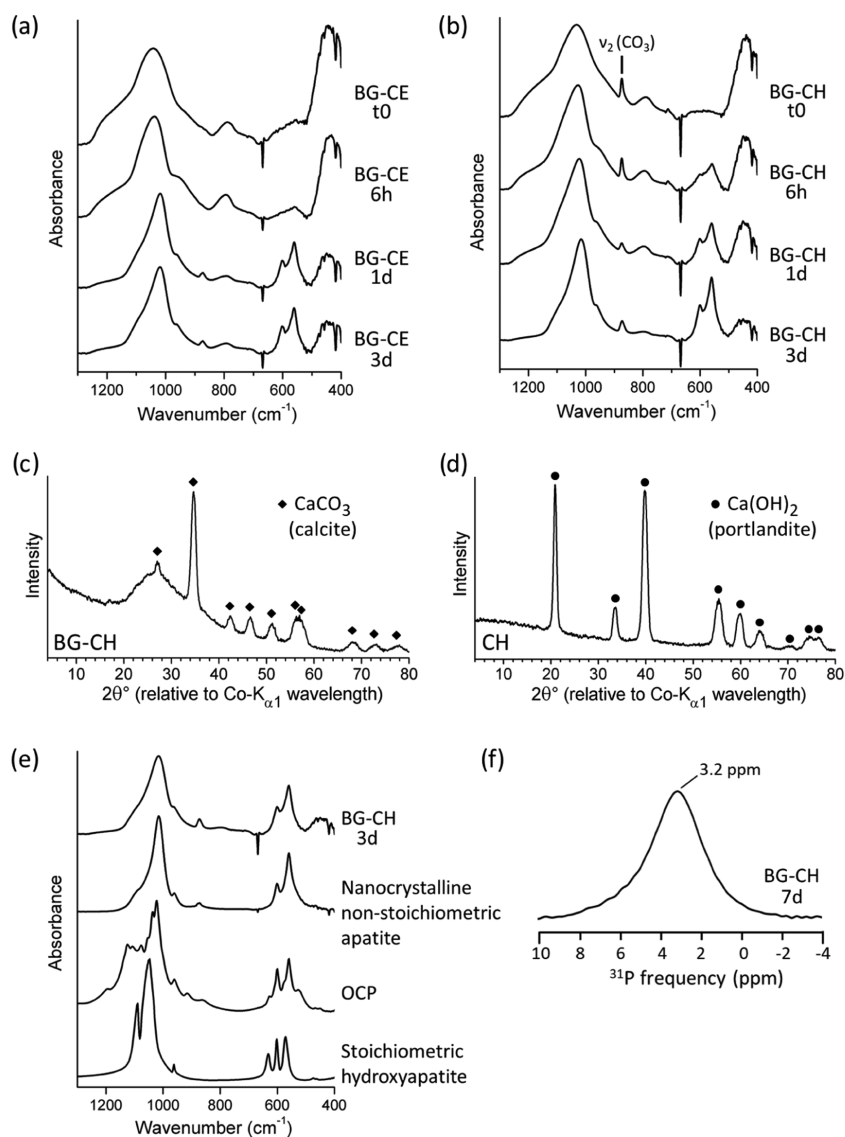 (a)
Absorbance
BG-CE
t0
BG-CE
6h
BG-CE
1d
BG-CE
3d
1200 1000 800 600 400
Wavenumber (cm⁻¹)
(b)
Absorbance
ν₂ (CO₃)
BG-CH
t0
BG-CH
6h
BG-CH
1d
BG-CH
3d
1200 1000 800 600 400
Wavenumber (cm⁻¹)
(c)
Intensity
◆ CaCO₃
(calcite)
BG-CH
10 20 30 40 50 60 70 80
2θ° (relative to Co-Kα1 wavelength)
(d)
Intensity
● Ca(OH)₂
(portlandite)
CH
10 20 30 40 50 60 70 80
2θ° (relative to Co-Kα1 wavelength)
(e)
Absorbance
BG-CH
3d
Nanocrystalline
non-stoichiometric
apatite
OCP
Stoichiometric
hydroxyapatite
1200 1000 800 600 400
Wavenumber (cm⁻¹)
(f)
3.2 ppm
BG-CH
7d
10 8 6 4 2 0 -2 -4
³¹P frequency (ppm)